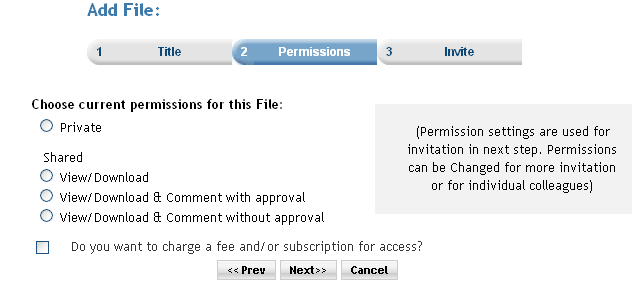 Add File:
1 Title 2 Permissions 3 Invite
Choose current permissions for this File:
Private
Shared
View/Download
View/Download & Comment with approval
View/Download & Comment without approval
(Permission settings are used for
invitation in next step. Permissions
can be Changed for more invitation
or for individual colleagues)
Do you want to charge a fee and/or subscription for access?
<< Prev Next>> Cancel